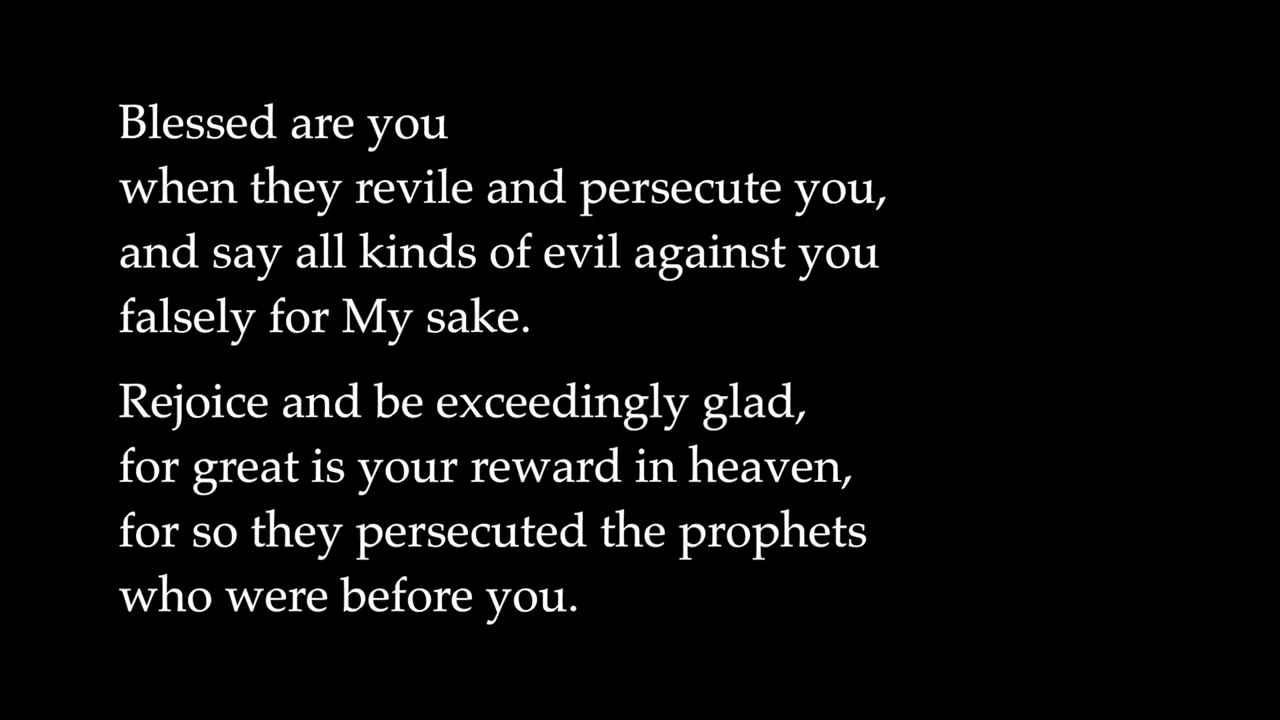 Blessed are you
when they revile and persecute you,
and say all kinds of evil against you
falsely for My sake.
Rejoice and be exceedingly glad,
for great is your reward in heaven,
for so they persecuted the prophets
who were before you.